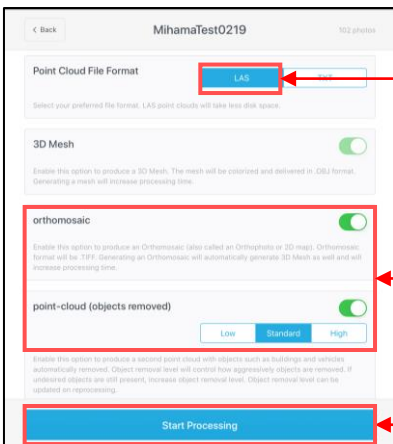 < Back
MihamaTest0219
102 photos
Point Cloud File Format
LAS
TXT
Select your preferred file format. LAS point clouds will take less disk space.
3D Mesh
Enable this option to produce a 3D Mesh. The mesh will be colorized and delivered in .OBJ format.
Generating a mesh will increase processing time.
orthomosaic
Enable this option to produce an Orthomosaic (also called an Orthophoto or 2D map). Orthomosaic
format will be .TIFF. Generating an Orthomosaic will automatically generate 3D Mesh as well and will
increase processing time.
point-cloud (objects removed)
Low
Standard
High
Enable this option to produce a second point cloud with objects such as buildings and vehicles
automatically removed. Object removal level will control how aggressively objects are removed. If
undesired objects are still present, increase object removal level. Object removal level can be
updated on reprocessing.
Start Processing